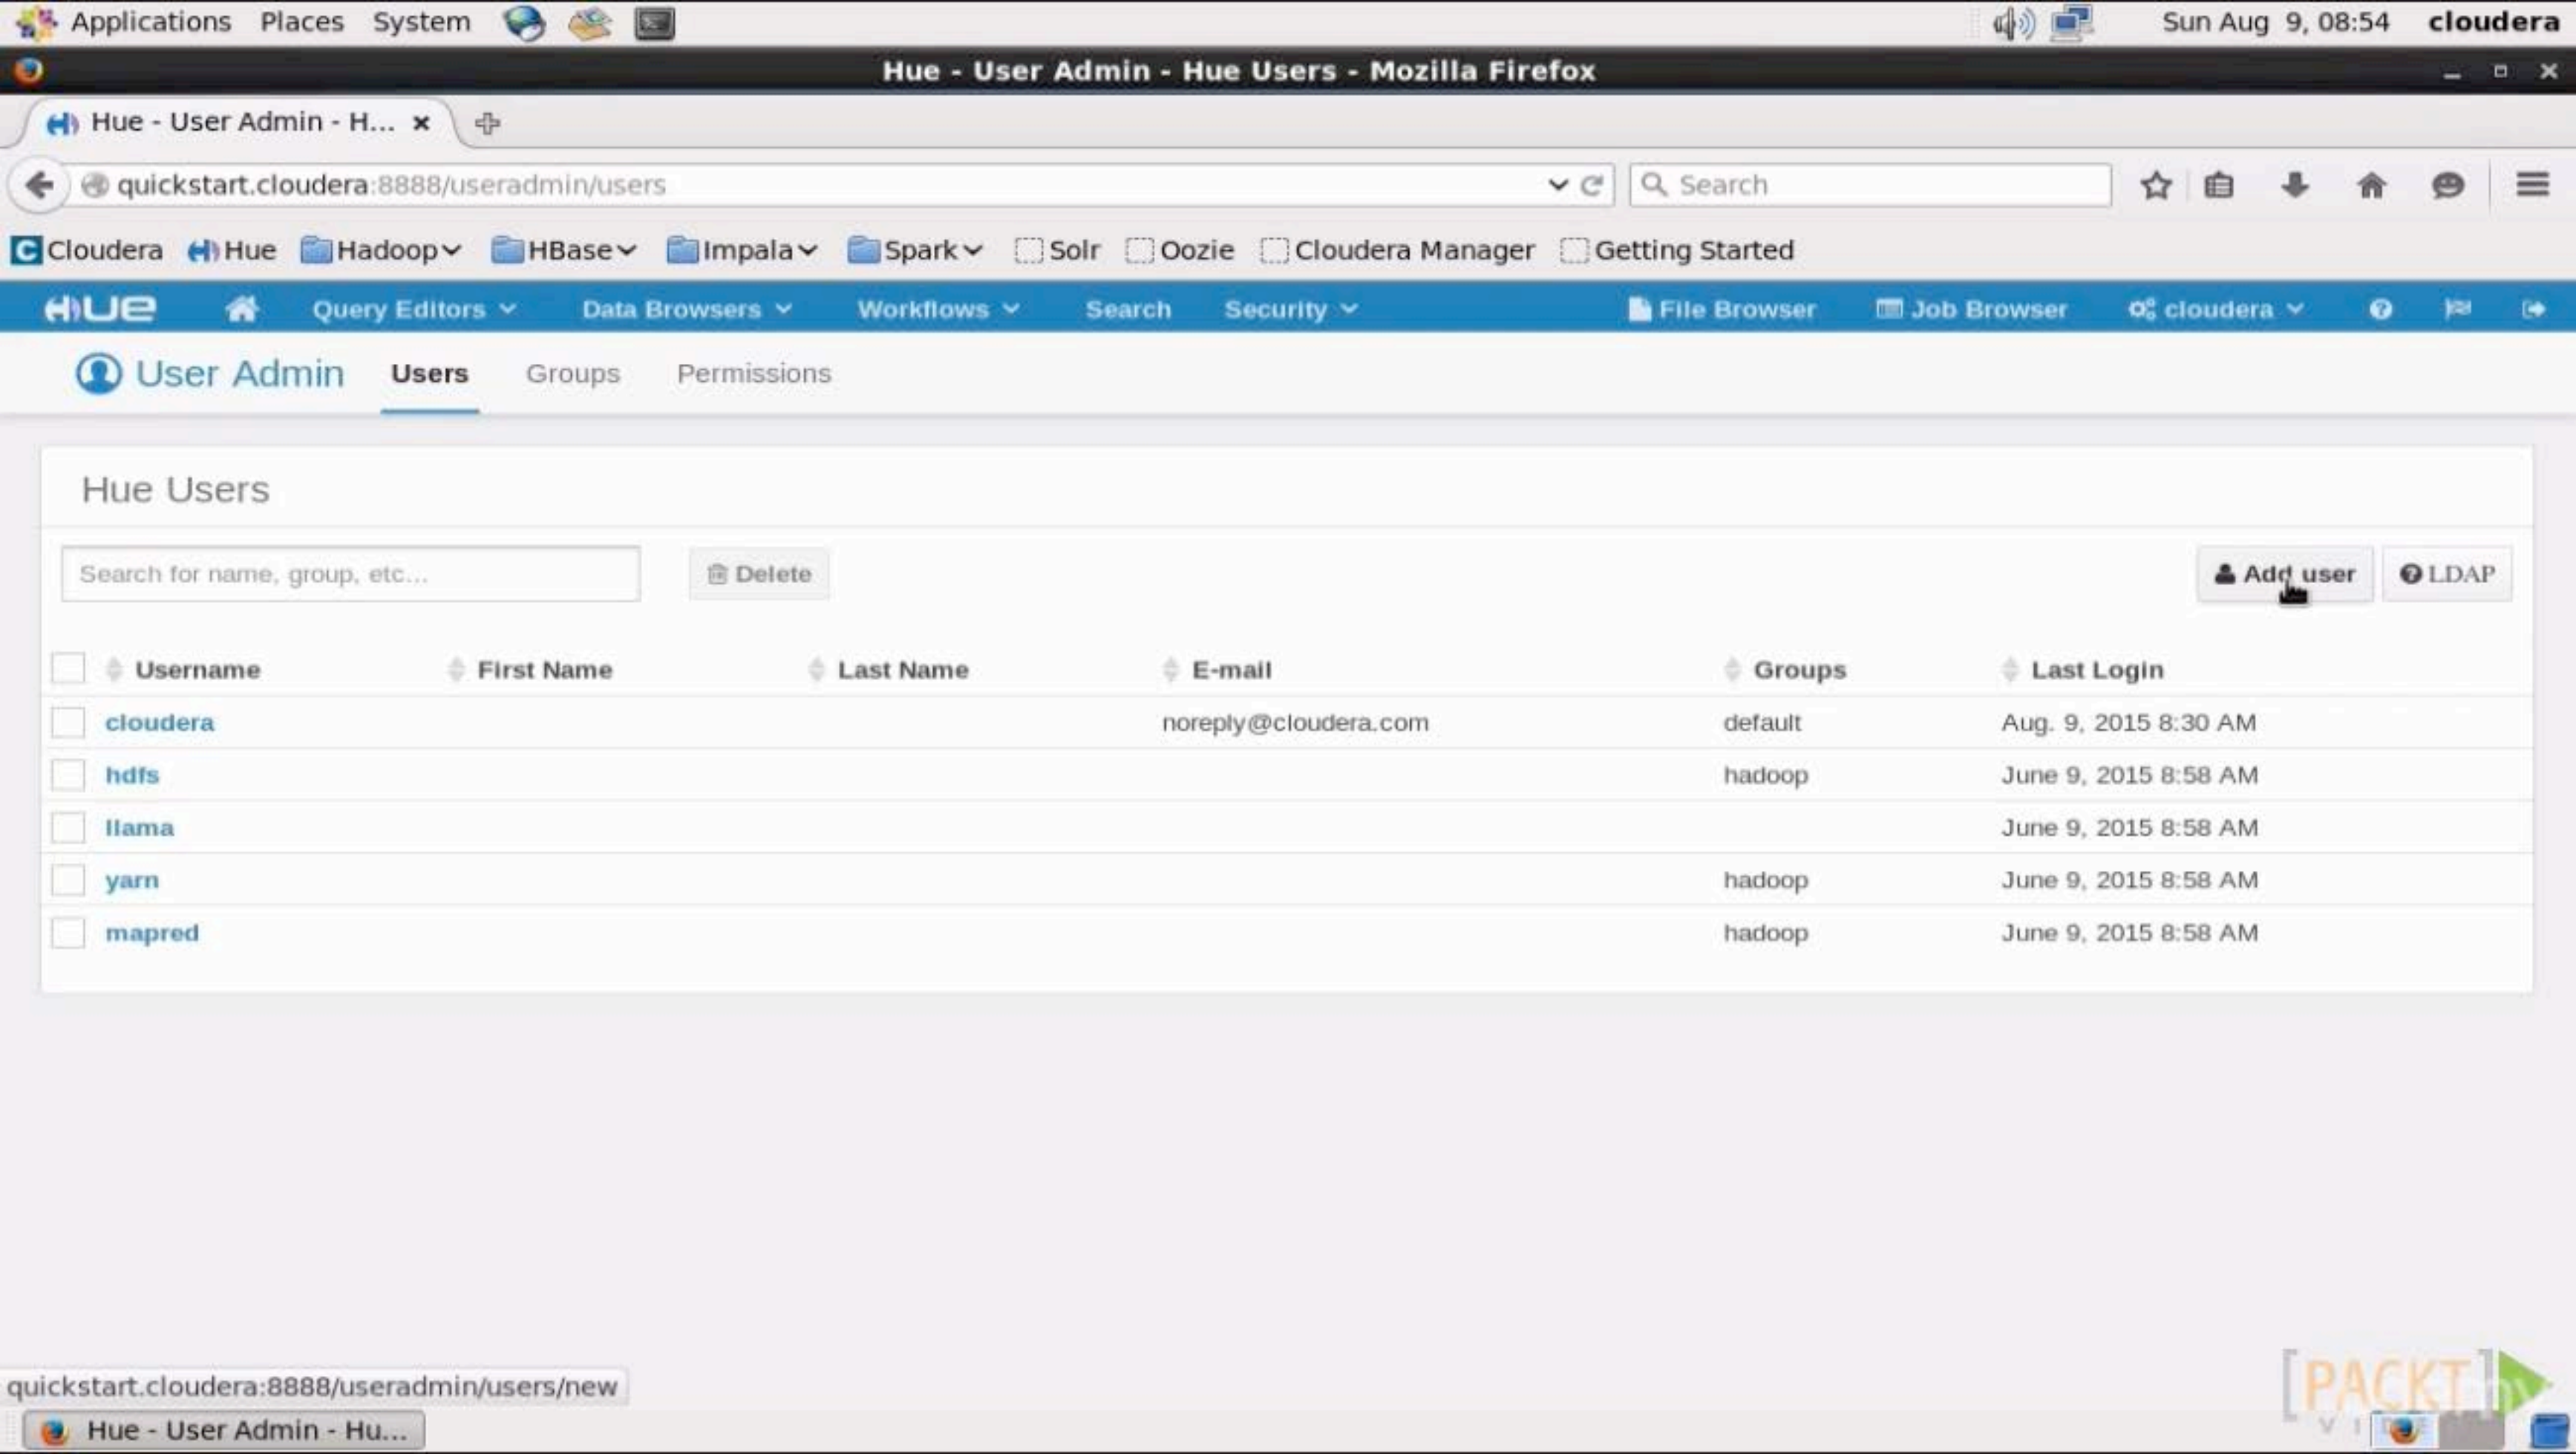 Applications Places System Sun Aug 9, 08:54 cloudera
Hue - User Admin - Hue Users - Mozilla Firefox
Hue - User Admin - H...
quickstart.cloudera:8888/useradmin/users Search
Cloudera Hue Hadoop HBase Impala Spark Solr Oozie Cloudera Manager Getting Started
HUE Query Editors Data Browsers Workflows Search Security File Browser Job Browser cloudera
User Admin Users Groups Permissions
Hue Users
Search for name, group, etc... Delete Add user LDAP
Username First Name Last Name E-mail Groups Last Login
cloudera noreply@cloudera.com default Aug. 9, 2015 8:30 AM
hdfs hadoop June 9, 2015 8:58 AM
llama June 9, 2015 8:58 AM
yarn hadoop June 9, 2015 8:58 AM
mapred hadoop June 9, 2015 8:58 AM
quickstart.cloudera:8888/useradmin/users/new
[PACKT]
Hue - User Admin - Hu...